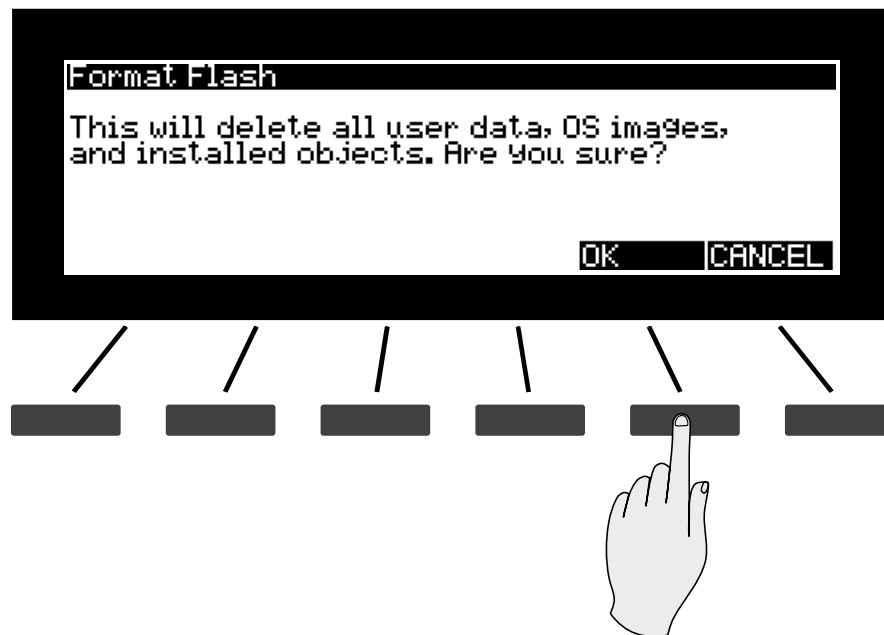 Format Flash
This will delete all user data, OS images,
and installed objects. Are you sure?
OK CANCEL